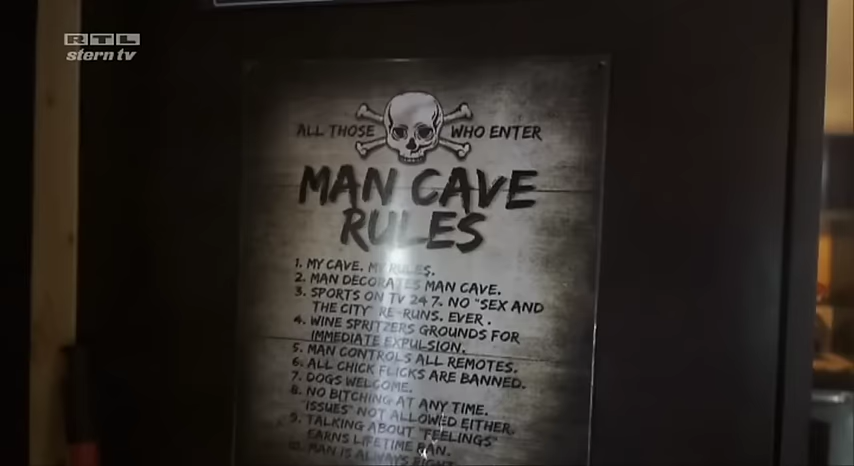 RTL
stern tv
ALL THOSE WHO ENTER
MAN CAVE
RULES
1. MY CAVE. MY RULES.
2. MAN DECORATES MAN CAVE.
3. SPORTS ON TV 24 7. NO "SEX AND
THE CITY" RE-RUNS. EVER.
4. WINE SPRITZERS GROUNDS FOR
IMMEDIATE EXPULSION.
5. MAN CONTROLS ALL REMOTES.
6. ALL CHICK FLICKS ARE BANNED.
7. DOGS WELCOME.
8. NO BITCHING AT ANY TIME.
"ISSUES" NOT ALLOWED EITHER.
9. TALKING ABOUT "FEELINGS"
EARNS LIFETIME BAN.
10. MAN IS ALWAYS RIGHT